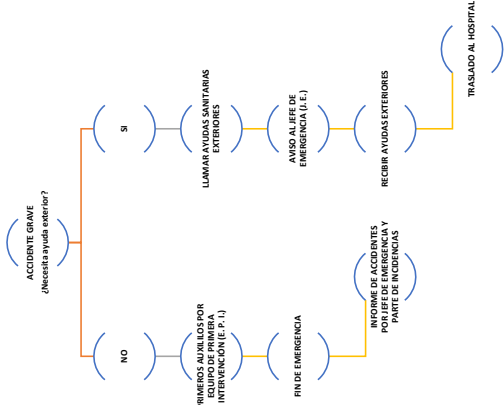 ACCIDENTE GRAVE
¿Necesita ayuda exterior?
NO
PRIMEROS AUXILILOS POR
EQUIPO DE PRIMERA
INTERVENCIÓN (E. P. I.)
FIN DE EMERGENCIA
INFORME DE ACCIDENTES
POR JEFE DE EMERGENCIA Y
PARTE DE INCIDENCIAS
SI
LLAMAR AYUDAS SANITARIAS
EXTERIORES
AVISO AL JEFE DE
EMERGENCIA (J. E.)
RECIBIR AYUDAS EXTERIORES
TRASLADO AL HOSPITAL